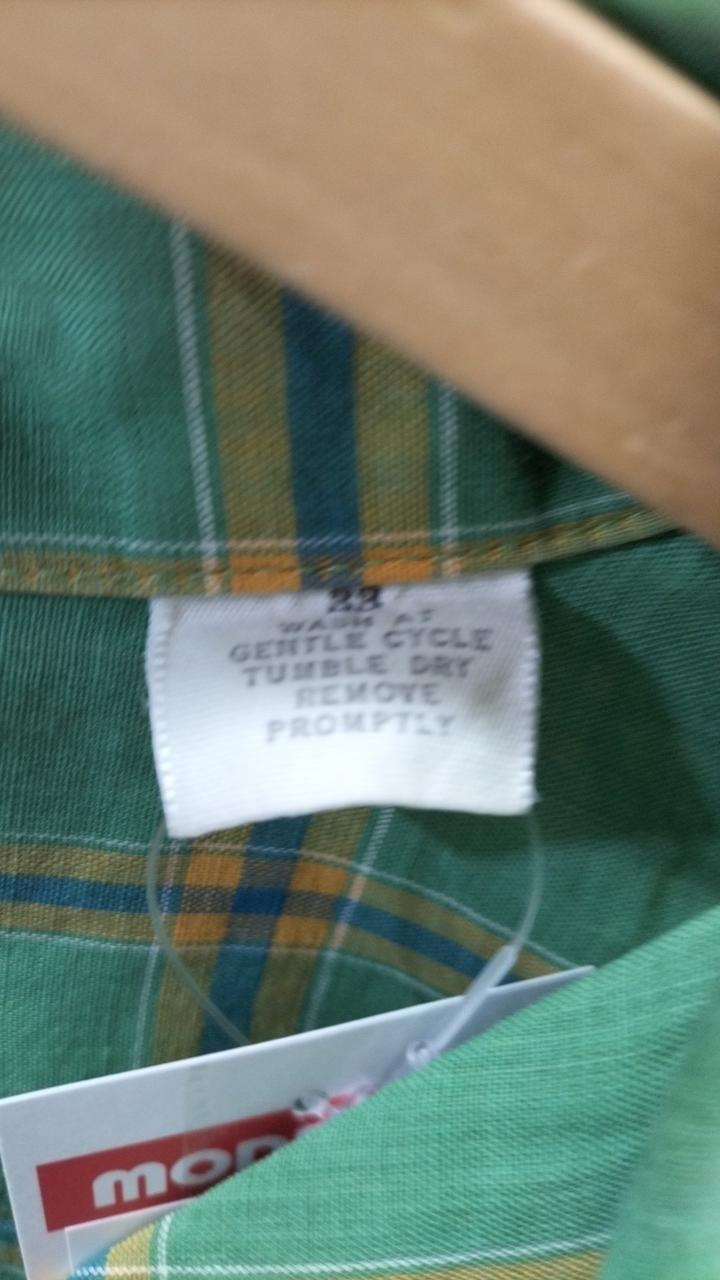 23
WASH AT
GENTLE CYCLE
TUMBLE DRY
REMOVE
PROMPTLY